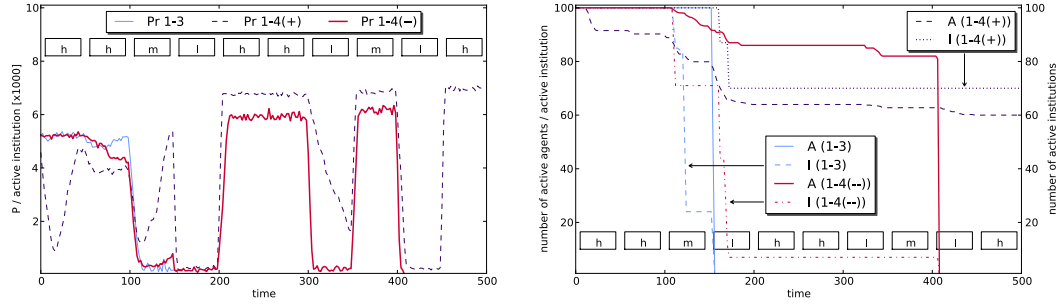 Pr 1-3 Pr 1-4(+) Pr 1-4(−)
h h m l h h l m l h
10
8
6
4
2
0 100 200 300 400 500
time
P / active institution [x1000]
100
80
60
40
20
0 100 200 300 400 500
time
number of active agents / active institution
100
80
60
40
20
number of active institutions
A (1-4(+))
I (1-4(+))
A (1-3)
I (1-3)
A (1-4(--))
I (1-4(--))
h h m l h h l m l h